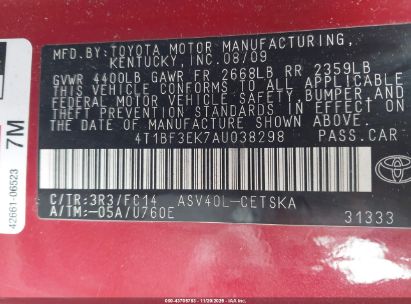 MFD.BY: TOYOTA MOTOR MANUFACTURING,
KENTUCKY, INC. 08/09
GVWR 4400LB GAWR FR 2668LB RR 2359LB
THIS VEHICLE CONFORMS TO ALL APPLICABLE
FEDERAL MOTOR VEHICLE SAFETY, BUMPER AND
THEFT PREVENTION STANDARDS IN EFFECT ON
THE DATE OF MANUFACTURE SHOWN ABOVE.
4T1BF3EK7AU038298 PASS.CAR
C/TR: 3R3/FC14 ASV40L-CETSKA
A/TM: -05A/U760E 31333
TOYOTA
7M
42661-06523